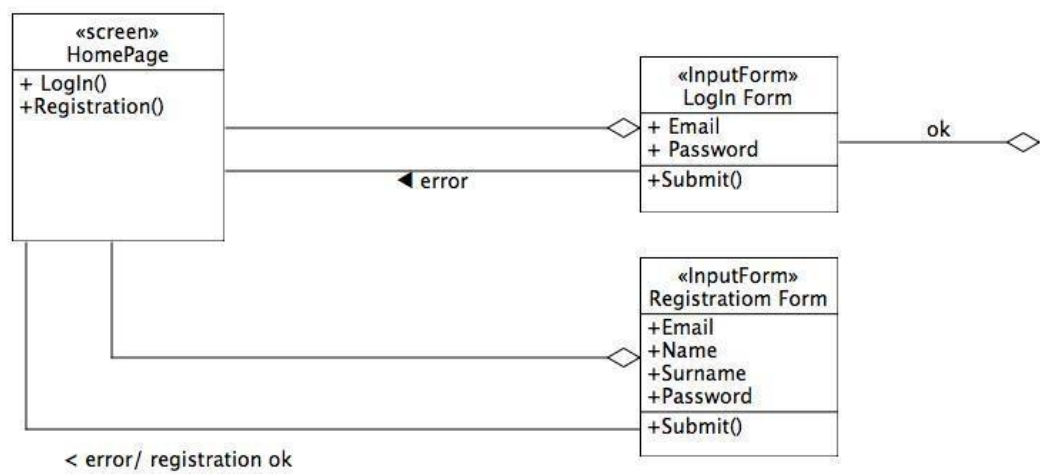 «screen»
HomePage
+ LogIn()
+Registration()
«InputForm»
LogIn Form
+ Email
+ Password
+Submit()
ok
◀ error
«InputForm»
Registratiom Form
+Email
+Name
+Surname
+Password
+Submit()
< error/ registration ok